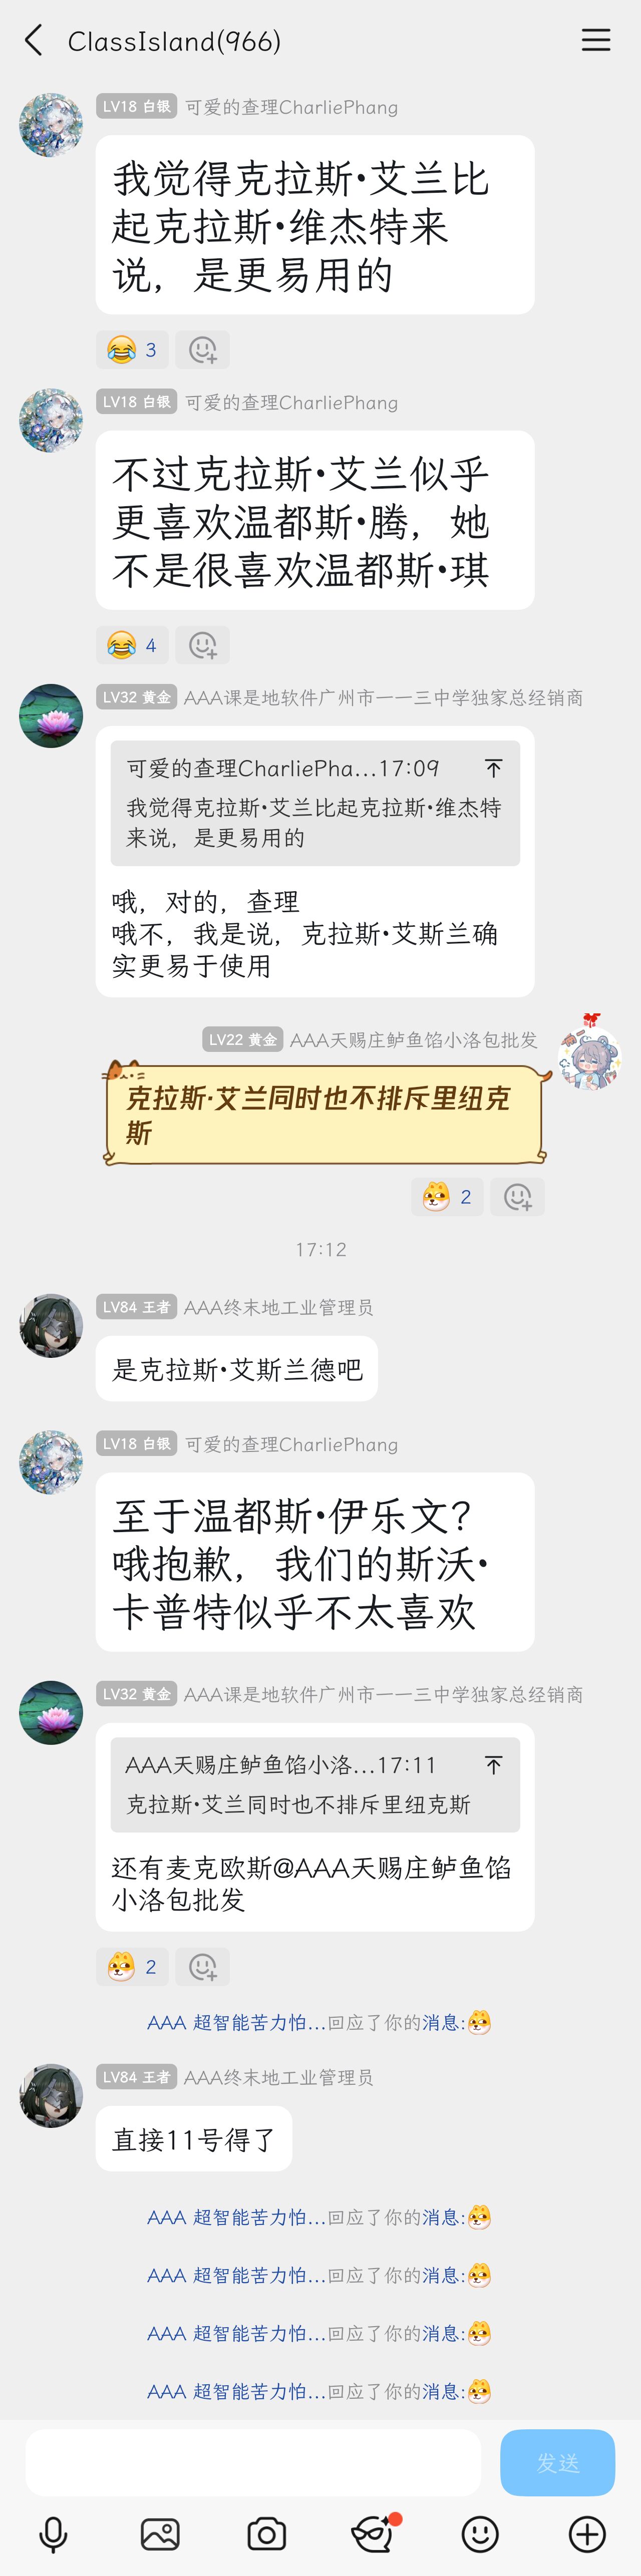 ClassIsland(966)
LV18 白银 可爱的查理CharliePhang
我觉得克拉斯•艾兰比
起克拉斯•维杰特来
说，是更易用的
3
LV18 白银 可爱的查理CharliePhang
不过克拉斯•艾兰似乎
更喜欢温都斯•腾，她
不是很喜欢温都斯•琪
4
LV32 黄金 AAA课是地软件广州市一一三中学独家总经销商
可爱的查理CharliePha...17:09
我觉得克拉斯•艾兰比起克拉斯•维杰特
来说，是更易用的
哦，对的，查理
哦不，我是说，克拉斯•艾斯兰确
实更易于使用
LV22 黄金 AAA天赐庄鲈鱼馅小洛包批发
克拉斯·艾兰同时也不排斥里纽克
斯
2
17:12
LV84 王者 AAA终末地工业管理员
是克拉斯•艾斯兰德吧
LV18 白银 可爱的查理CharliePhang
至于温都斯•伊乐文？
哦抱歉，我们的斯沃•
卡普特似乎不太喜欢
LV32 黄金 AAA课是地软件广州市一一三中学独家总经销商
AAA天赐庄鲈鱼馅小洛...17:11
克拉斯•艾兰同时也不排斥里纽克斯
还有麦克欧斯@AAA天赐庄鲈鱼馅
小洛包批发
2
AAA 超智能苦力怕...回应了你的消息:
LV84 王者 AAA终末地工业管理员
直接11号得了
AAA 超智能苦力怕...回应了你的消息:
AAA 超智能苦力怕...回应了你的消息:
AAA 超智能苦力怕...回应了你的消息:
AAA 超智能苦力怕...回应了你的消息:
发送